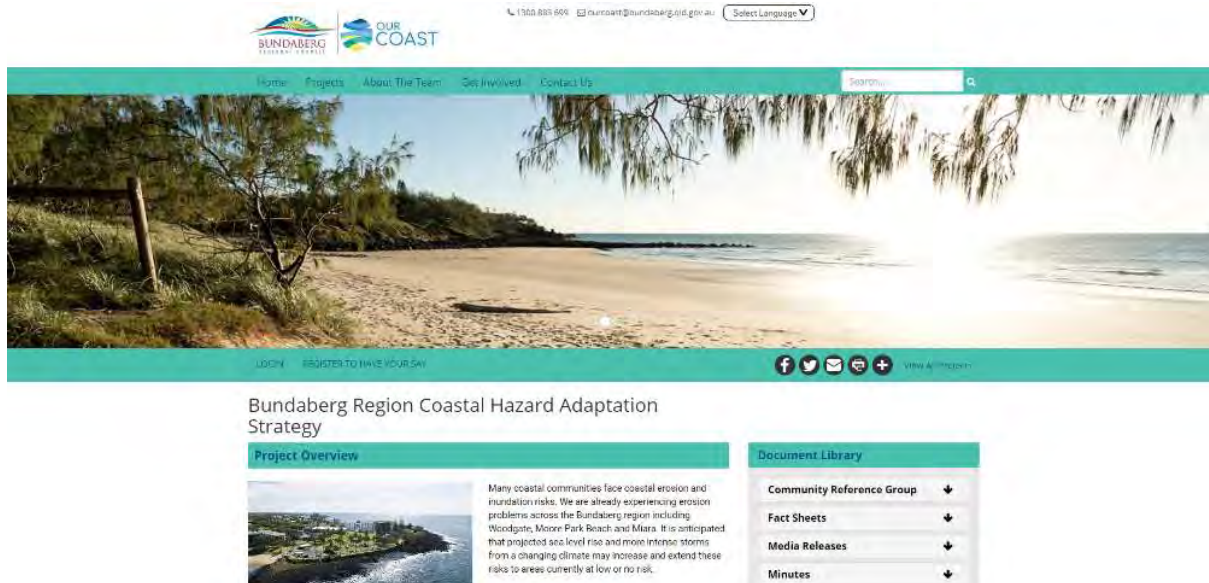 BUNDABERG
REGIONAL COUNCIL
OUR
COAST
Select Language
Home Projects About The Team Get Involved Contact Us
Search...
LOGIN REGISTER TO HAVE YOUR SAY
Bundaberg Region Coastal Hazard Adaptation
Strategy
Project Overview
Many coastal communities face coastal erosion and
inundation risks. We are already experiencing erosion
problems across the Bundaberg region including
Woodgate, Moore Park Beach and Miara. It is anticipated
that projected sea level rise and more intense storms
from a changing climate may increase and extend these
risks to areas currently at low or no risk.
Document Library
Community Reference Group
Fact Sheets
Media Releases
Minutes